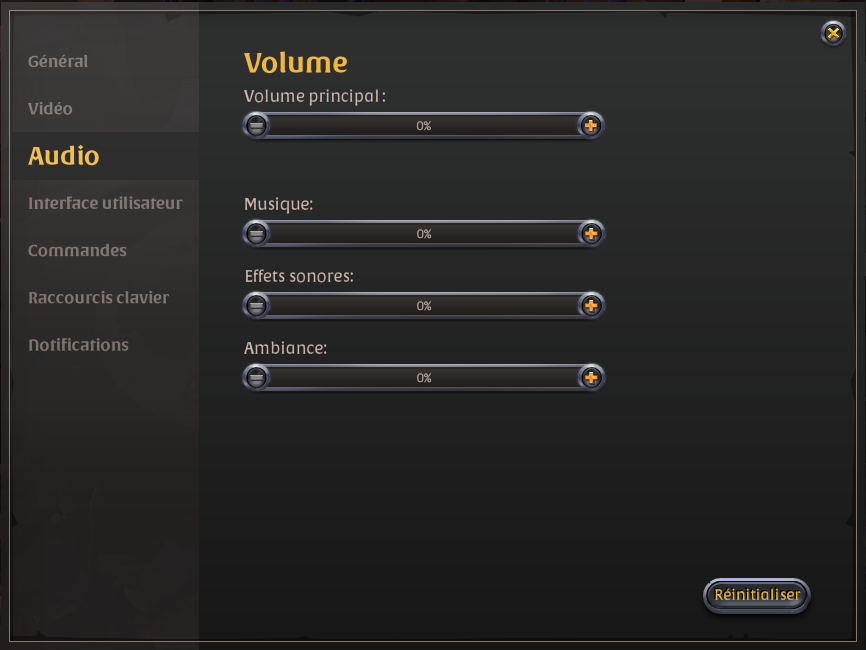 Général
Vidéo
Audio
Interface utilisateur
Commandes
Raccourcis clavier
Notifications
Volume
Volume principal :
0%
Musique:
0%
Effets sonores:
0%
Ambiance:
0%
Réinitialiser